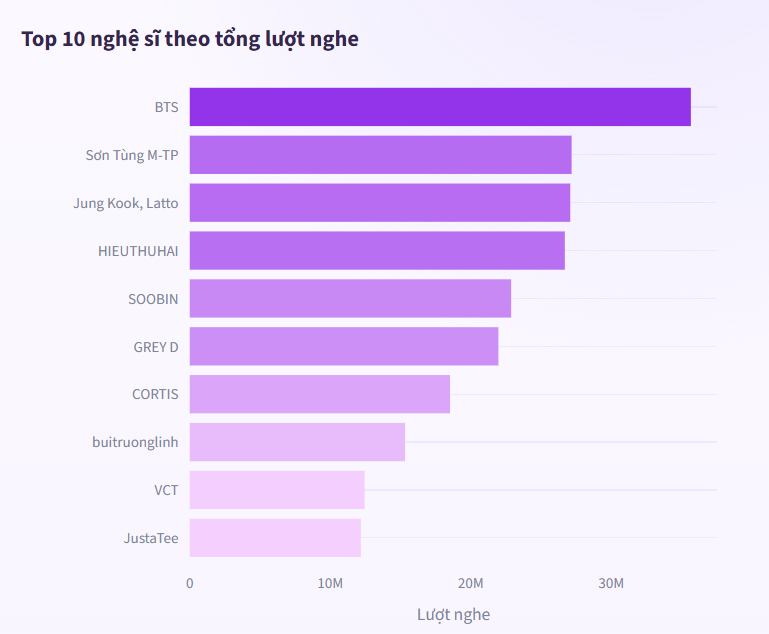 Top 10 nghệ sĩ theo tổng lượt nghe
BTS
Sơn Tùng M-TP
Jung Kook, Latto
HIEUTHUHAI
SOOBIN
GREY D
CORTIS
buitruonglinh
VCT
JustaTee
0 10M 20M 30M
Lượt nghe